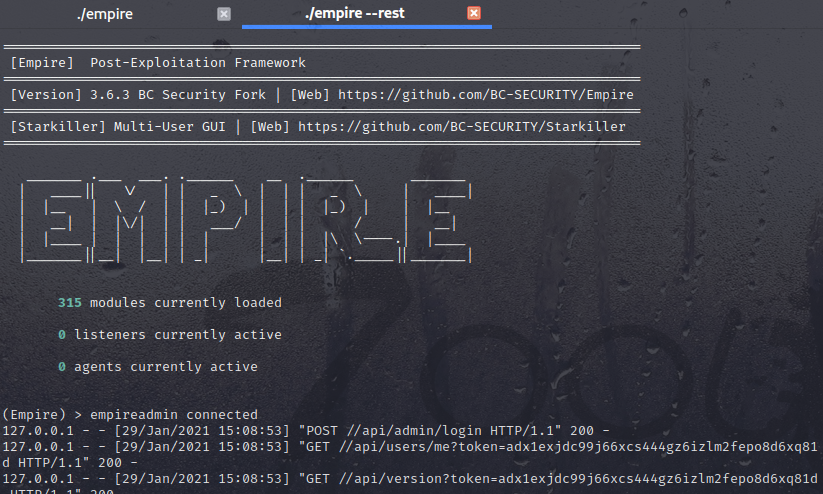 ./empire
./empire --rest
[Empire] Post-Exploitation Framework
[Version] 3.6.3 BC Security Fork | [Web] https://github.com/BC-SECURITY/Empire
[Starkiller] Multi-User GUI | [Web] https://github.com/BC-SECURITY/Starkiller
EMPIRE
315 modules currently loaded
0 listeners currently active
0 agents currently active
(Empire) > empireadmin connected
127.0.0.1 - - [29/Jan/2021 15:08:53] "POST //api/admin/login HTTP/1.1" 200 -
127.0.0.1 - - [29/Jan/2021 15:08:53] "GET //api/users/me?token=adx1exjdc99j66xcs444gz6izlm2fepo8d6xq81
d HTTP/1.1" 200 -
127.0.0.1 - - [29/Jan/2021 15:08:53] "GET //api/version?token=adx1exjdc99j66xcs444gz6izlm2fepo8d6xq81d
HTTP/1.1" 200